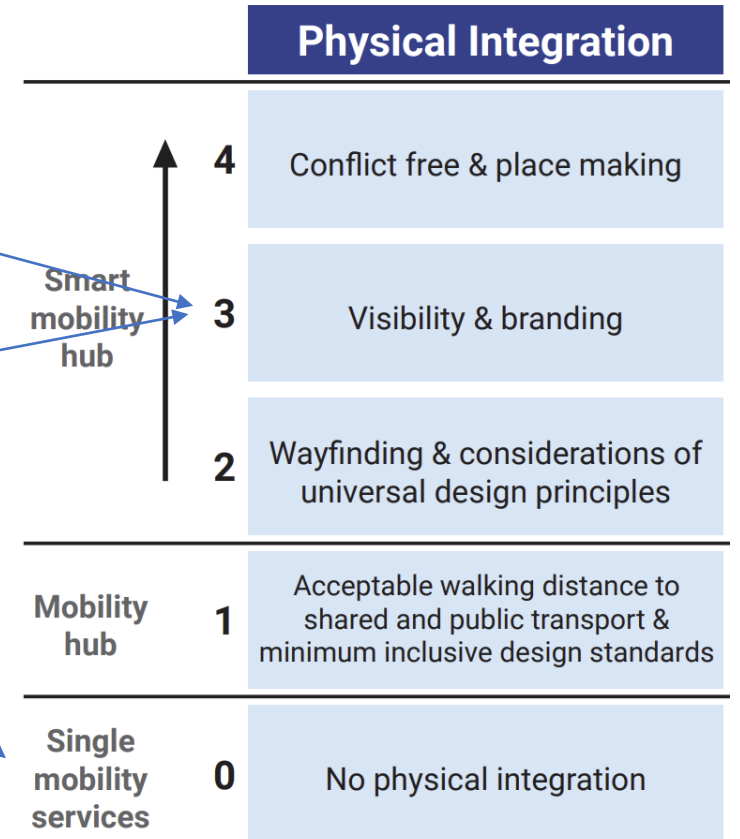 Physical Integration
4
Conflict free & place making
Smart
mobility
hub
3
Visibility & branding
2
Wayfinding & considerations of
universal design principles
Mobility
hub
1
Acceptable walking distance to
shared and public transport &
minimum inclusive design standards
Single
mobility
services
0
No physical integration